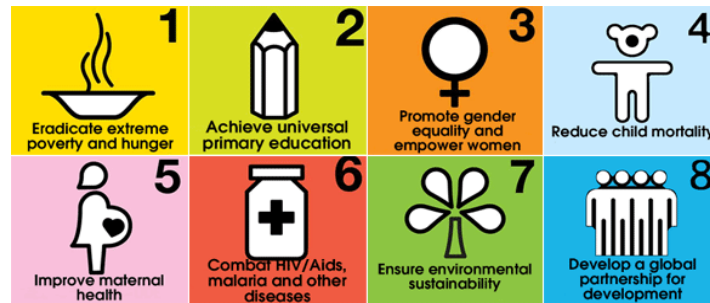 1
Eradicate extreme
poverty and hunger
2
Achieve universal
primary education
3
Promote gender
equality and
empower women
4
Reduce child mortality
5
Improve maternal
health
6
Combat HIV/Aids,
malaria and other
diseases
7
Ensure environmental
sustainability
8
Develop a global
partnership for
development